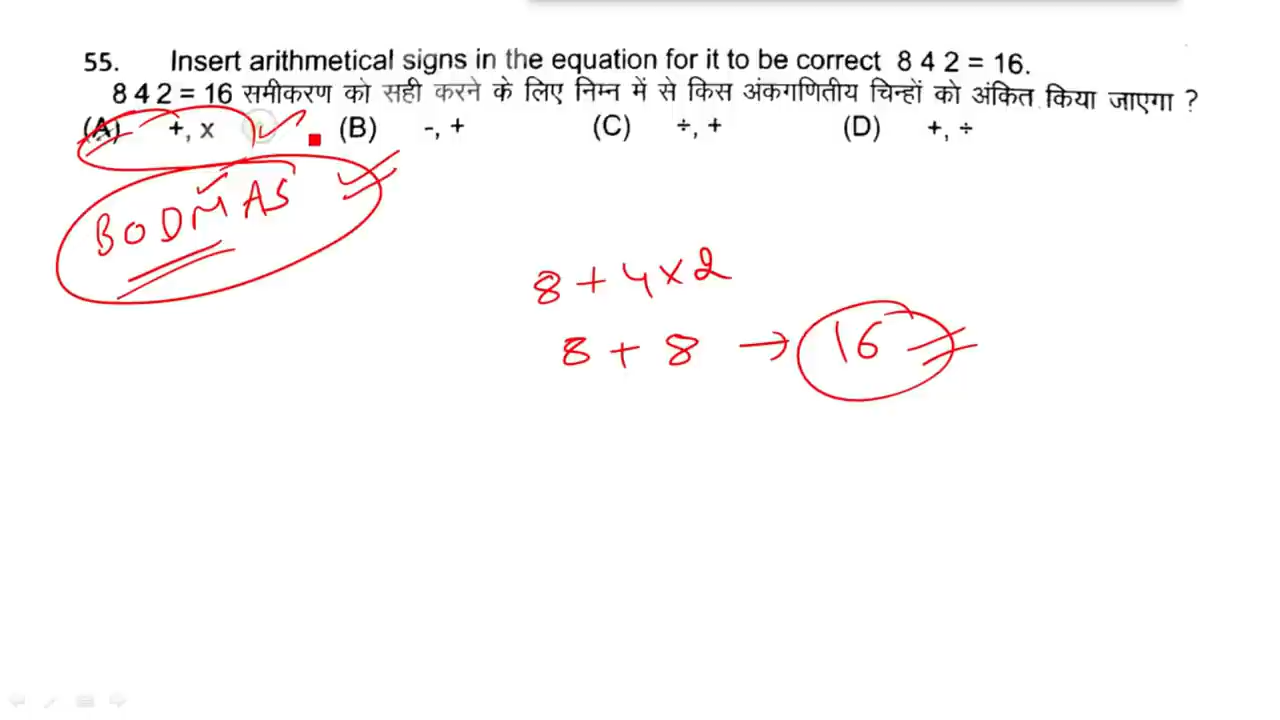 55. Insert arithmetical signs in the equation for it to be correct 8 4 2 = 16.
8 4 2 = 16 समीकरण को सही करने के लिए निम्न में से किस अंकगणितीय चिन्हों को अंकित किया जाएगा ?
(A) +, x (B) -, + (C) ÷, + (D) +, ÷
BODMAS
8 + 4 x 2
8 + 8 → 16